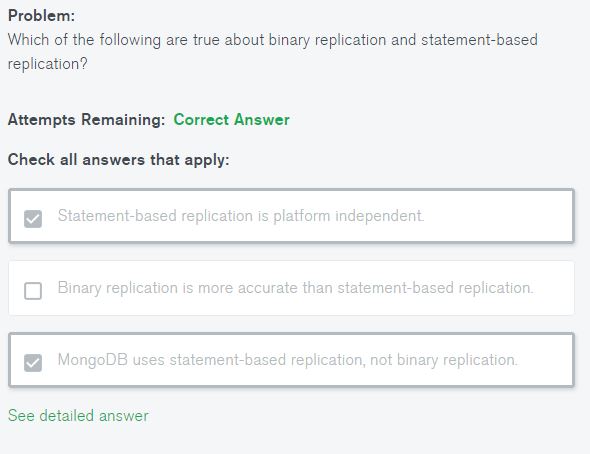 Problem:
Which of the following are true about binary replication and statement-based
replication?
Attempts Remaining: Correct Answer
Check all answers that apply:
Statement-based replication is platform independent.
Binary replication is more accurate than statement-based replication.
MongoDB uses statement-based replication, not binary replication.
See detailed answer